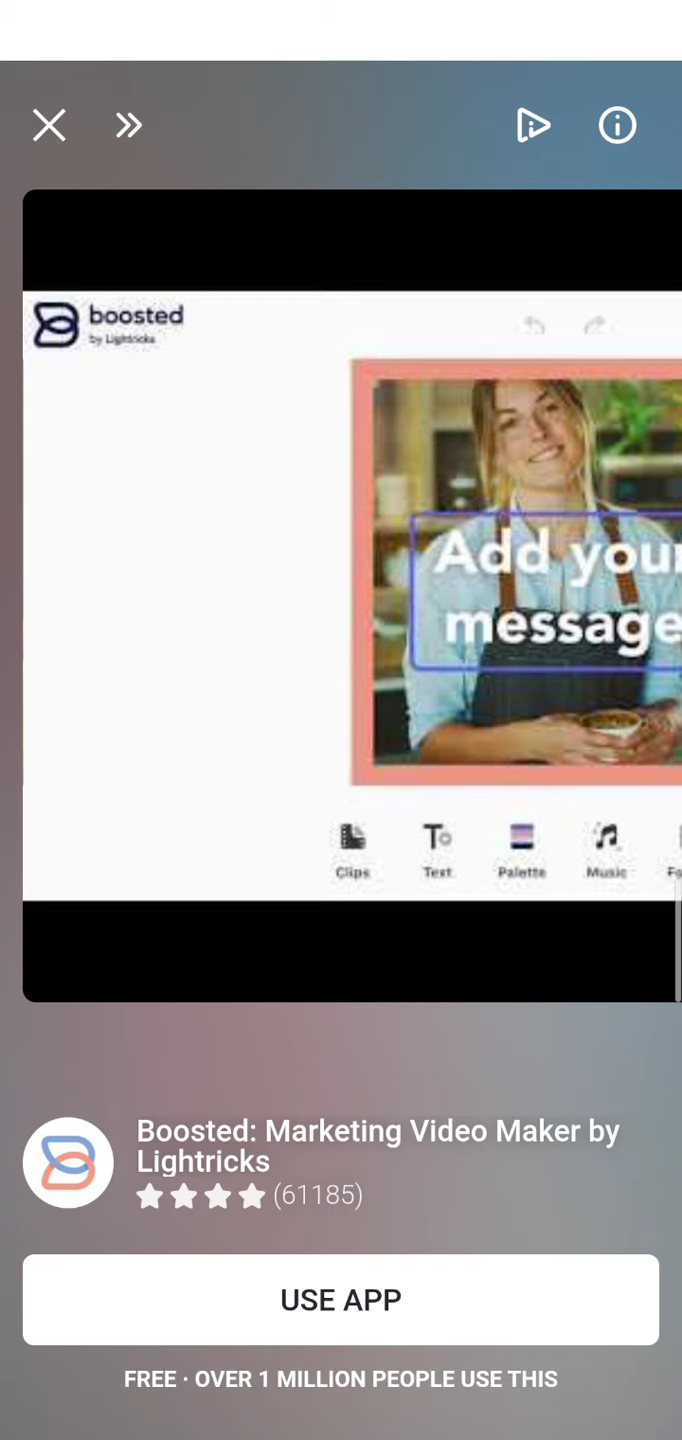 boosted
by Lightricks
Add your
message
Clips
Text
Palette
Music
Boosted: Marketing Video Maker by
Lightricks
(61185)
USE APP
FREE · OVER 1 MILLION PEOPLE USE THIS